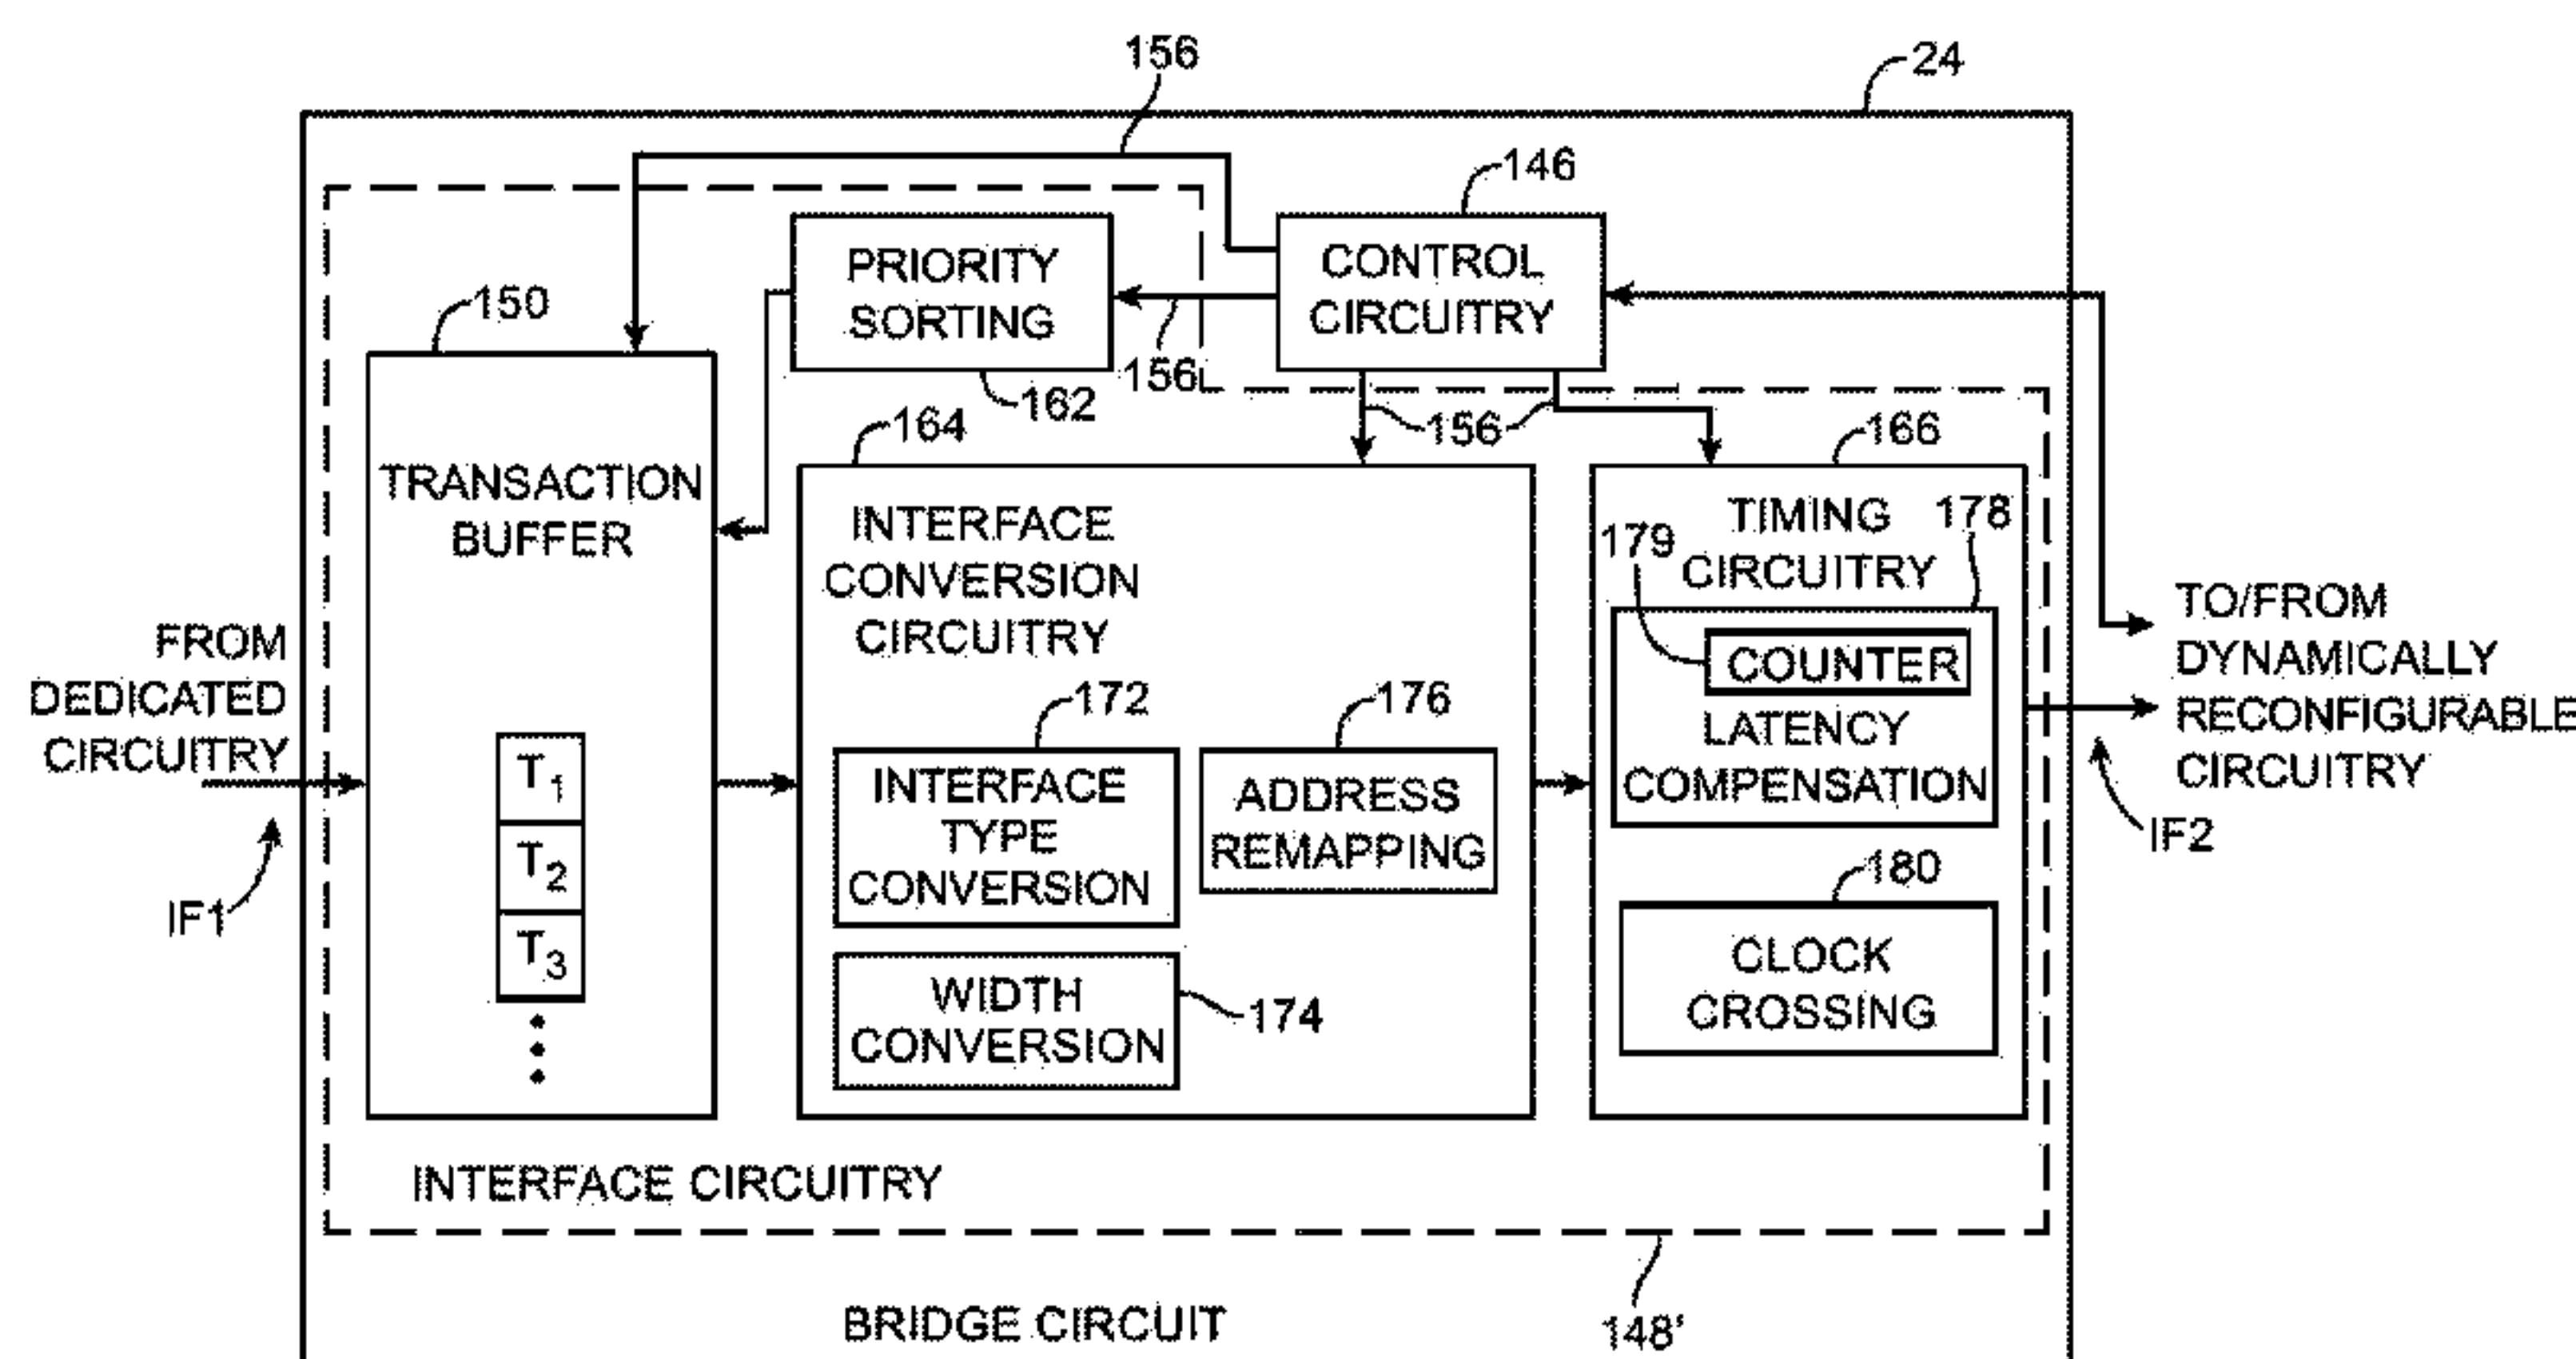 156
24
146
PRIORITY
SORTING
CONTROL
CIRCUITRY
150
156
162
164
156
166
TRANSACTION
BUFFER
INTERFACE
CONVERSION
CIRCUITRY
TIMING
CIRCUITRY
178
179
COUNTER
LATENCY
COMPENSATION
FROM
DEDICATED
CIRCUITRY
TO/FROM
DYNAMICALLY
RECONFIGURABLE
CIRCUITRY
172
176
T1
T2
T3
INTERFACE
TYPE
CONVERSION
ADDRESS
REMAPPING
IF1
IF2
180
WIDTH
CONVERSION
174
CLOCK
CROSSING
INTERFACE CIRCUITRY
BRIDGE CIRCUIT
148'